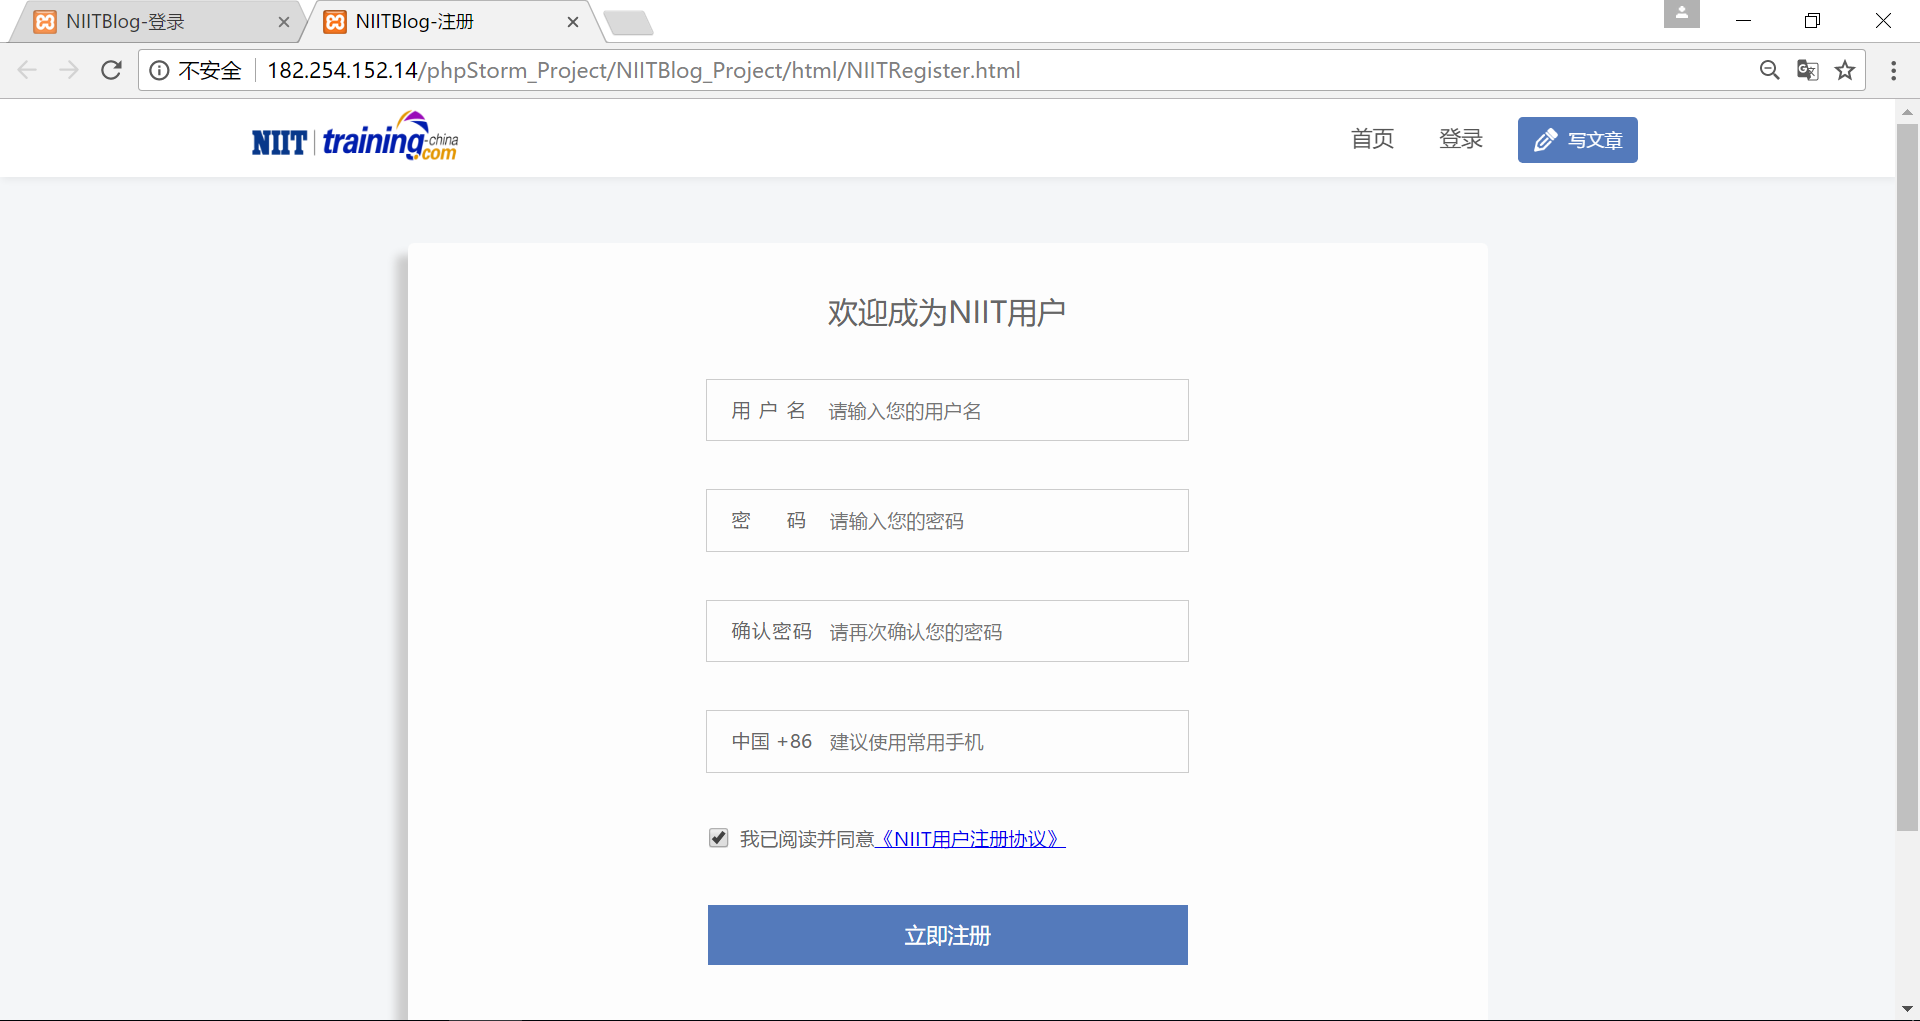 NIITBlog-登录
NIITBlog-注册
不安全
182.254.152.14/phpStorm_Project/NIITBlog_Project/html/NIITRegister.html
NIIT training-china.com
首页
登录
写文章
欢迎成为NIIT用户
用户名 请输入您的用户名
密码 请输入您的密码
确认密码 请再次确认您的密码
中国 +86 建议使用常用手机
我已阅读并同意《NIIT用户注册协议》
立即注册